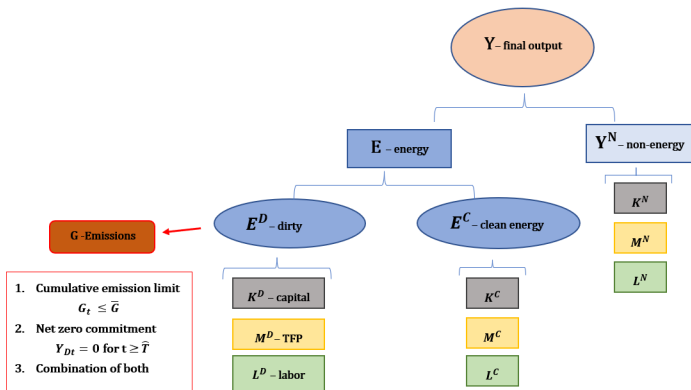 Y – final output
E – energy
Y^N – non-energy
E^D – dirty
E^C – clean energy
G -Emissions
K^N
M^N
L^N
1. Cumulative emission limit
G_t ≤ G̅
2. Net zero commitment
Y_Dt = 0 for t ≥ T̂
3. Combination of both
K^D – capital
M^D – TFP
L^D – labor
K^C
M^C
L^C